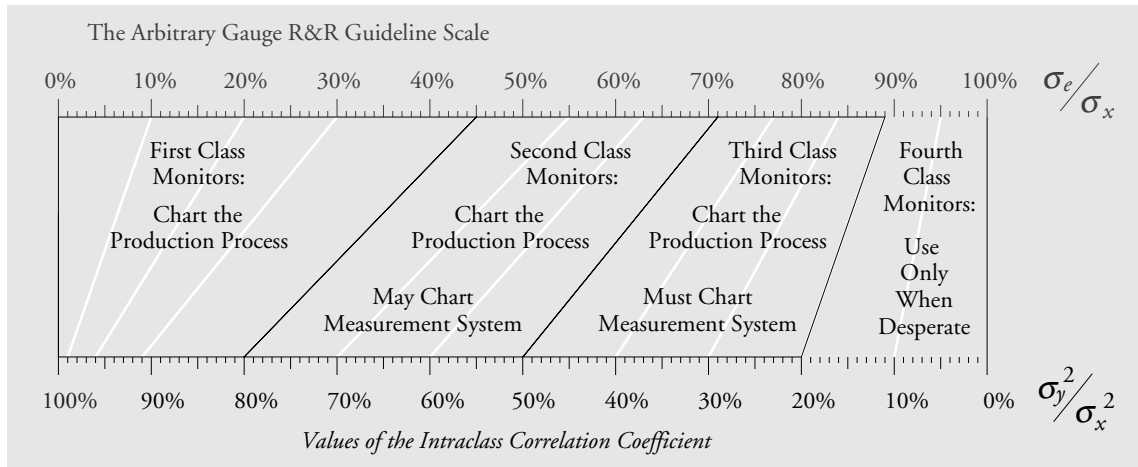 The Arbitrary Gauge R&R Guideline Scale
0% 10% 20% 30% 40% 50% 60% 70% 80% 90% 100% σe/σx
First Class
Monitors:
Chart the
Production Process
Second Class
Monitors:
Chart the
Production Process
May Chart
Measurement System
Third Class
Monitors:
Chart the
Production Process
Must Chart
Measurement System
Fourth
Class
Monitors:
Use
Only
When
Desperate
100% 90% 80% 70% 60% 50% 40% 30% 20% 10% 0% σy²/σx²
Values of the Intraclass Correlation Coefficient